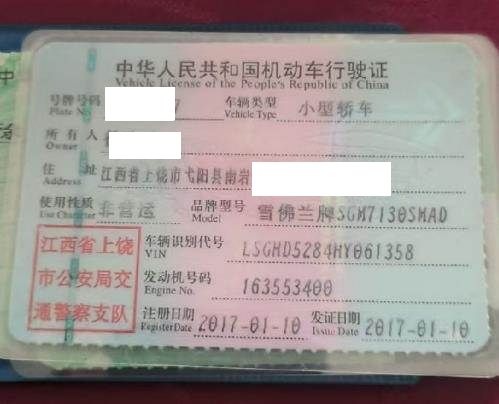 中华人民共和国机动车行驶证
Vehicle License of the People's Republic of China
号牌号码 车辆类型 小型轿车
Plate No. Vehicle Type
所有人
Owner
住址 江西省上饶市弋阳县南岩
Address
使用性质 非营运 品牌型号 雪佛兰牌SGM7130SMAD
Use Character Model
江西省上饶
市公安局交
通警察支队
车辆识别代号 LSGHD5284HY061358
VIN
发动机号码 163553400
Engine No.
注册日期 2017-01-10 发证日期 2017-01-10
Register Date Issue Date